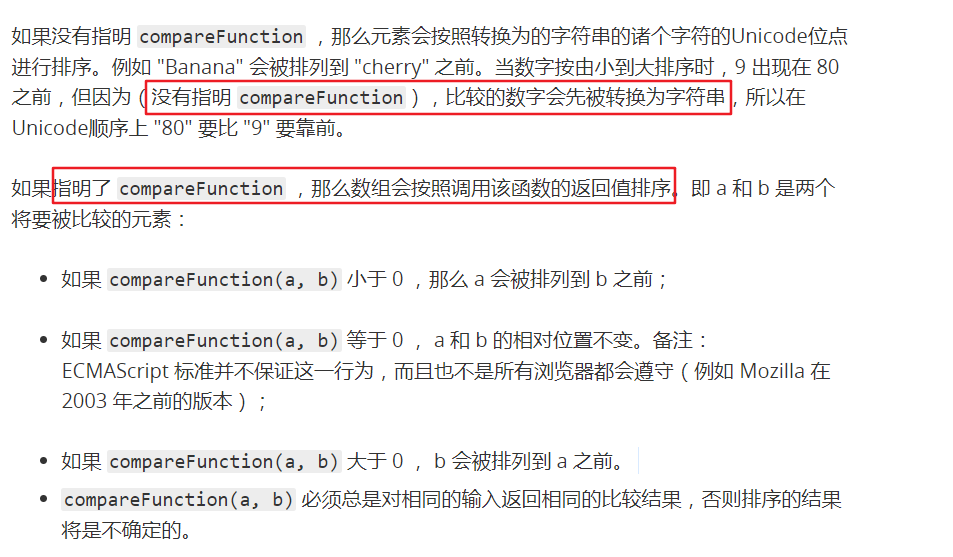 如果没有指明 compareFunction ，那么元素会按照转换为的字符串的诸个字符的Unicode位点
进行排序。例如 "Banana" 会被排列到 "cherry" 之前。当数字按由小到大排序时，9 出现在 80
之前，但因为（没有指明 compareFunction），比较的数字会先被转换为字符串，所以在
Unicode顺序上 "80" 要比 "9" 要靠前。
如果指明了 compareFunction ，那么数组会按照调用该函数的返回值排序。即 a 和 b 是两个
将要被比较的元素：
• 如果 compareFunction(a, b) 小于 0 ，那么 a 会被排列到 b 之前；
• 如果 compareFunction(a, b) 等于 0 ， a 和 b 的相对位置不变。备注：
ECMAScript 标准并不保证这一行为，而且也不是所有浏览器都会遵守（例如 Mozilla 在
2003 年之前的版本）；
• 如果 compareFunction(a, b) 大于 0 ， b 会被排列到 a 之前。
• compareFunction(a, b) 必须总是对相同的输入返回相同的比较结果，否则排序的结果
将是不确定的。